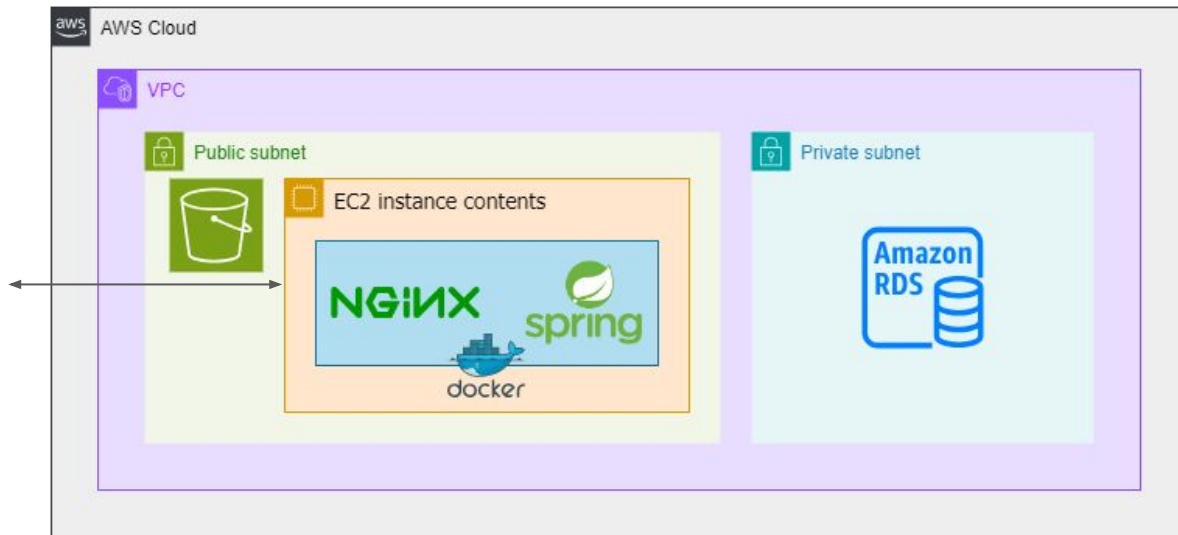 aws
AWS Cloud
VPC
Public subnet
Private subnet
EC2 instance contents
Amazon
RDS
NGiNX
spring
docker